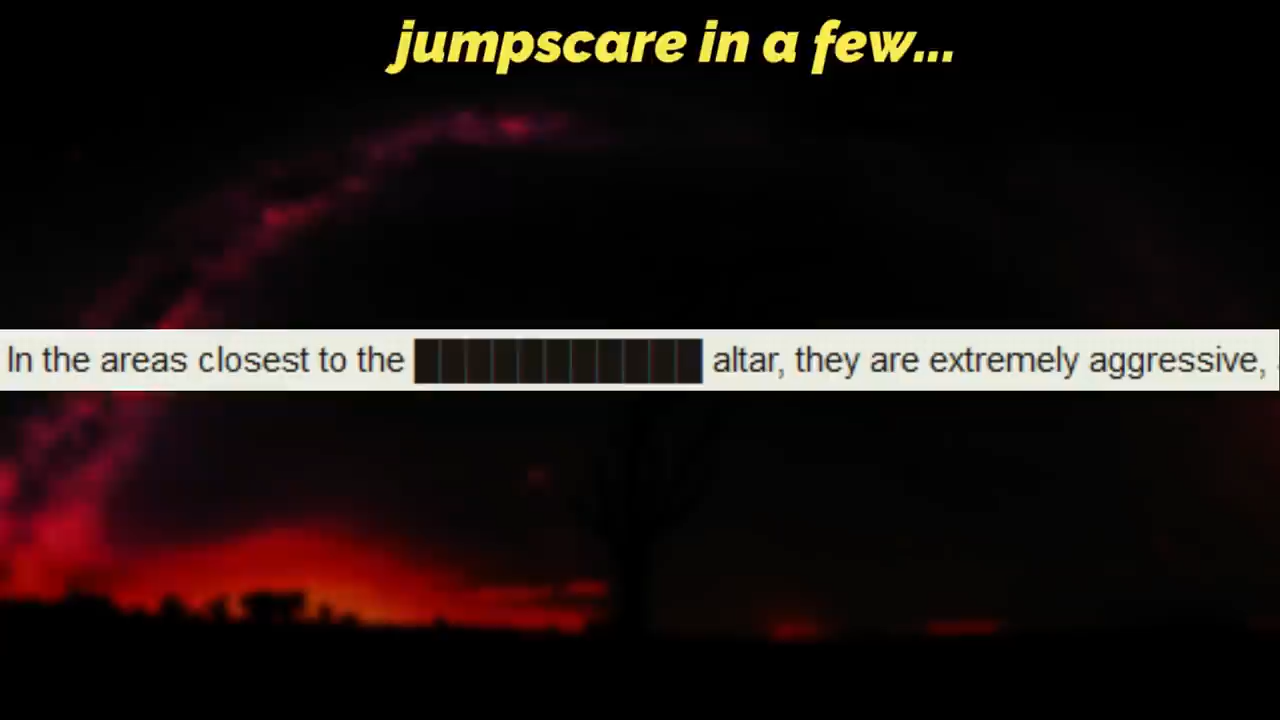 jumpscare in a few...
In the areas closest to the ███████████ altar, they are extremely aggressive,